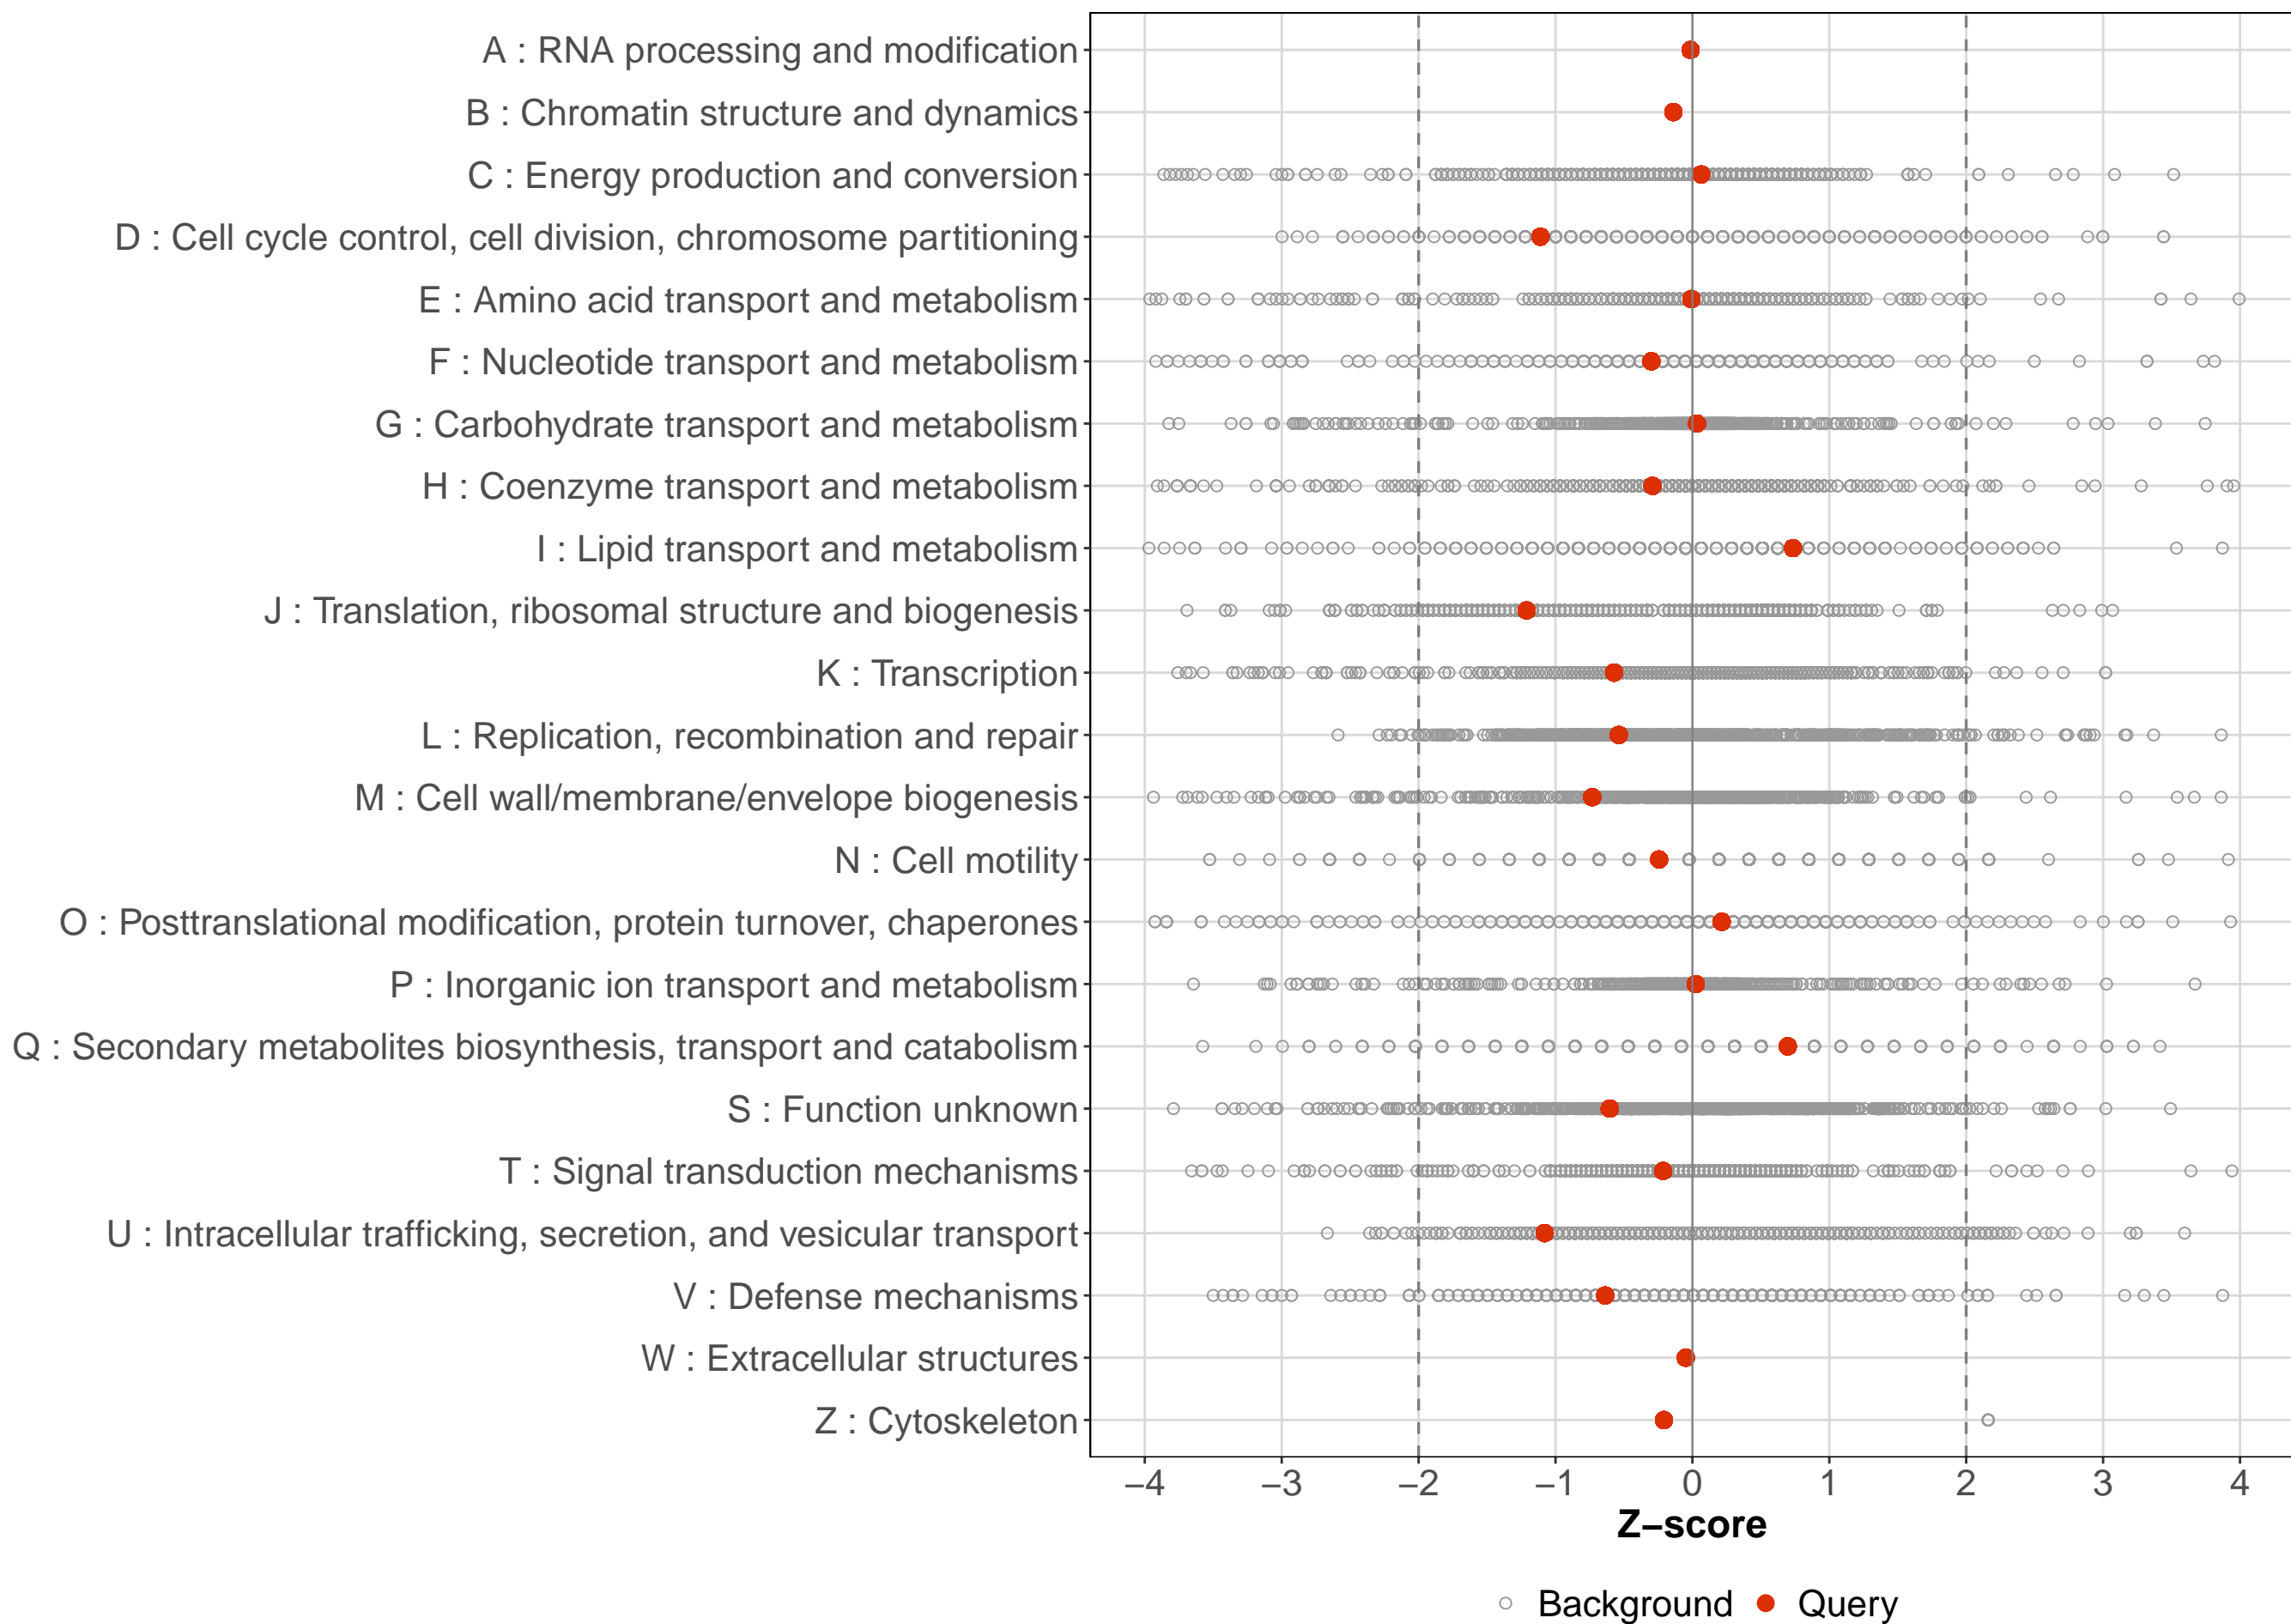 A : RNA processing and modification
B : Chromatin structure and dynamics
C : Energy production and conversion
D : Cell cycle control, cell division, chromosome partitioning
E : Amino acid transport and metabolism
F : Nucleotide transport and metabolism
G : Carbohydrate transport and metabolism
H : Coenzyme transport and metabolism
I : Lipid transport and metabolism
J : Translation, ribosomal structure and biogenesis
K : Transcription
L : Replication, recombination and repair
M : Cell wall/membrane/envelope biogenesis
N : Cell motility
O : Posttranslational modification, protein turnover, chaperones
P : Inorganic ion transport and metabolism
Q : Secondary metabolites biosynthesis, transport and catabolism
S : Function unknown
T : Signal transduction mechanisms
U : Intracellular trafficking, secretion, and vesicular transport
V : Defense mechanisms
W : Extracellular structures
Z : Cytoskeleton
−4 −3 −2 −1 0 1 2 3 4
Z−score
Background Query